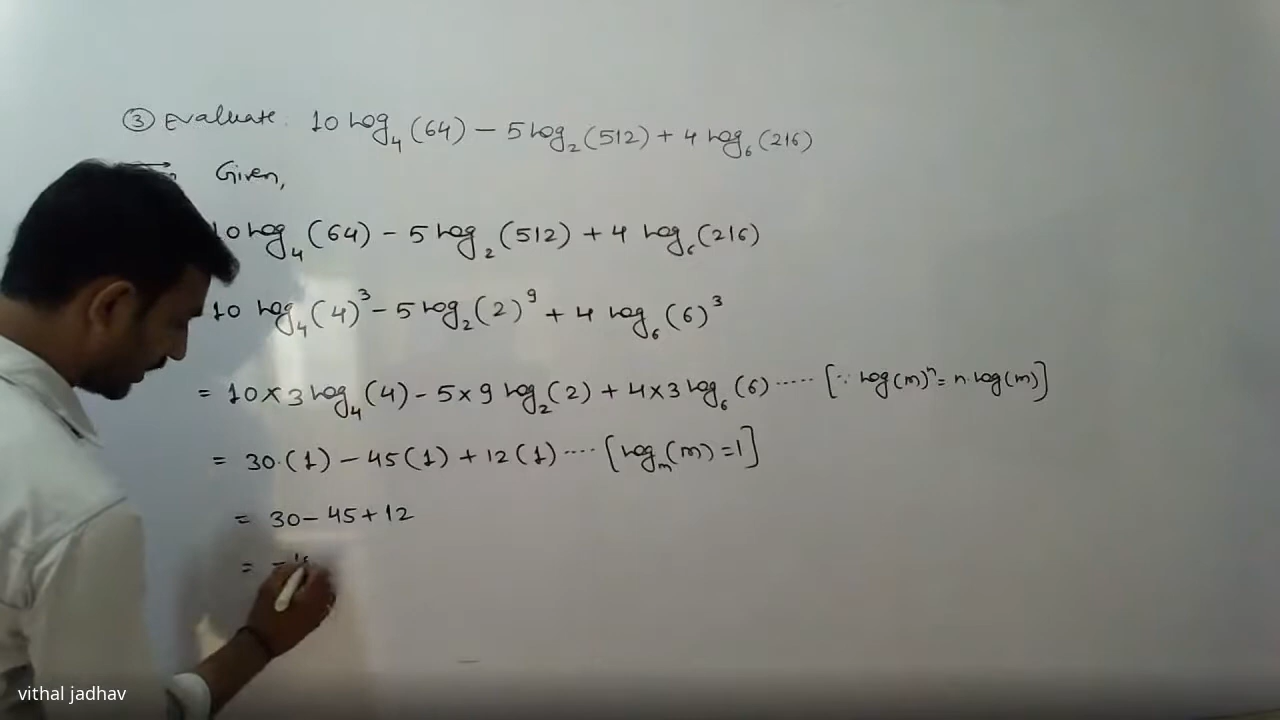 ③ Evaluate: 10 log₄(64) – 5 log₂(512) + 4 log₆(216)
Given,
10 log₄(64) – 5 log₂(512) + 4 log₆(216)
10 log₄(4)³ – 5 log₂(2)⁹ + 4 log₆(6)³
= 10 × 3 log₄(4) – 5 × 9 log₂(2) + 4 × 3 log₆(6) ..... [∵ log(m)ⁿ = n. log(m)]
= 30.(1) – 45(1) + 12(1) .... [logₘ(m) = 1]
= 30 – 45 + 12
= –
vithal jadhav